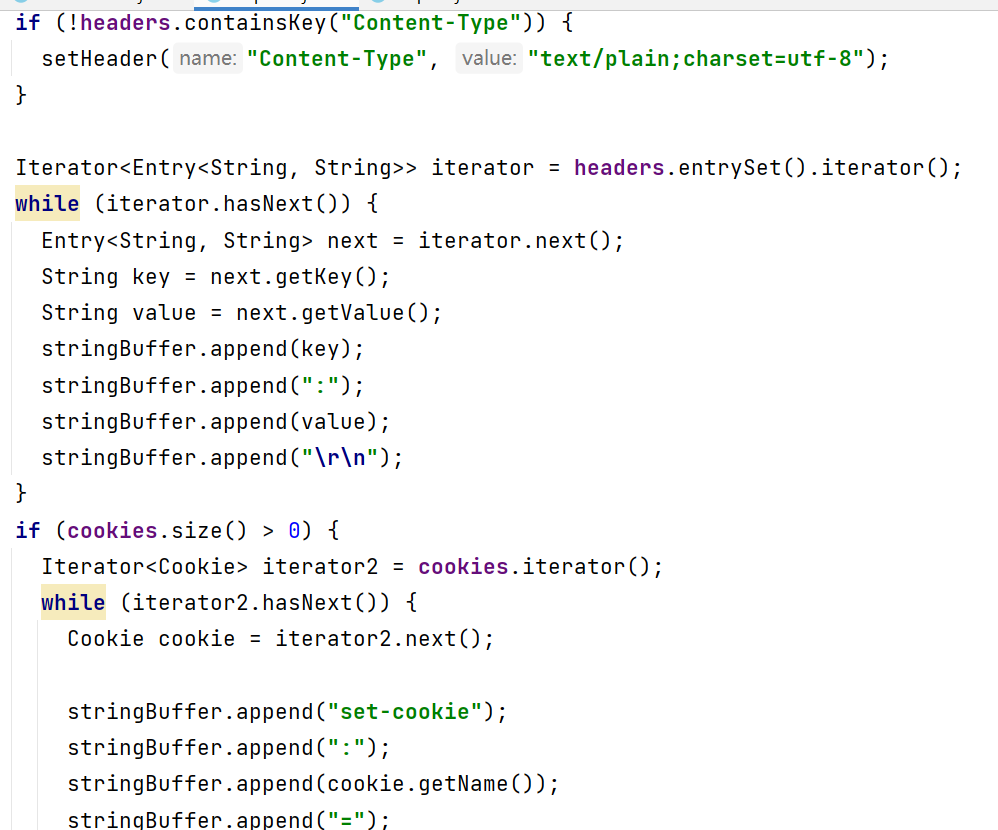 if (!headers.containsKey("Content-Type")) {
setHeader( name: "Content-Type", value: "text/plain;charset=utf-8");
}
Iterator<Entry<String, String>> iterator = headers.entrySet().iterator();
while (iterator.hasNext()) {
Entry<String, String> next = iterator.next();
String key = next.getKey();
String value = next.getValue();
stringBuffer.append(key);
stringBuffer.append(":");
stringBuffer.append(value);
stringBuffer.append("\r\n");
}
if (cookies.size() > 0) {
Iterator<Cookie> iterator2 = cookies.iterator();
while (iterator2.hasNext()) {
Cookie cookie = iterator2.next();
stringBuffer.append("set-cookie");
stringBuffer.append(":");
stringBuffer.append(cookie.getName());
stringBuffer.append("=");